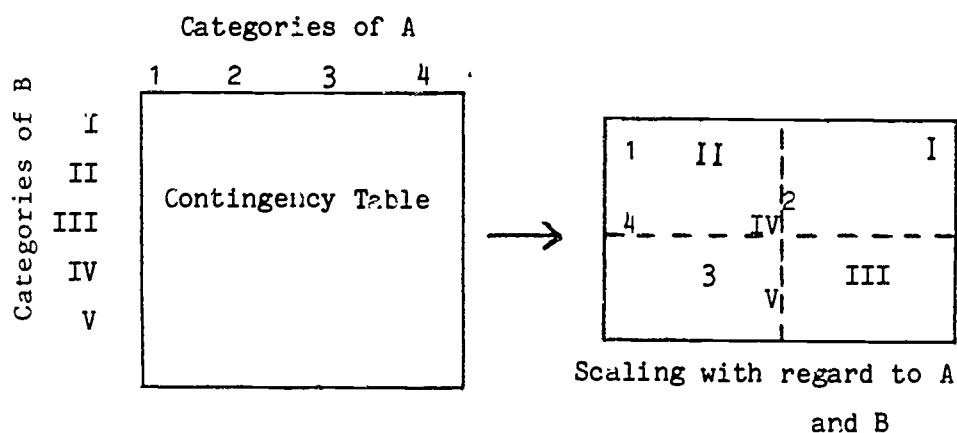 Categories of A
1 2 3 4
Categories of B
I
II
III
IV
V
Contingency Table
1 II I
2
4 IV
3 III
V
Scaling with regard to A
and B